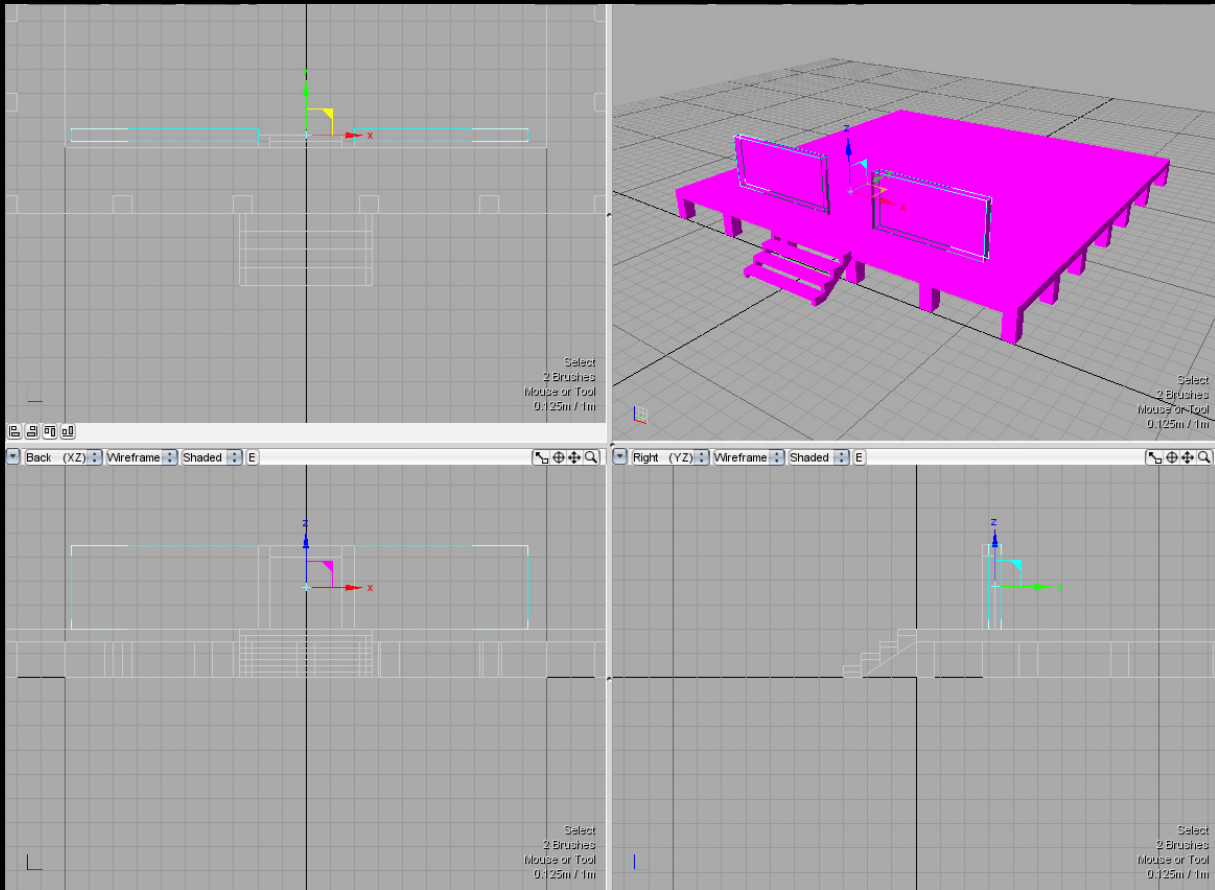 Y
X
Select
2 Brushes
Mouse or Tool
0.125m / 1m
Z
X
Select
2 Brushes
Mouse or Tool
0.125m / 1m
Back (XZ) Wireframe Shaded E
Z
X
Select
2 Brushes
Mouse or Tool
0.125m / 1m
Right (YZ) Wireframe Shaded E
Z
Y
Select
2 Brushes
Mouse or Tool
0.125m / 1m